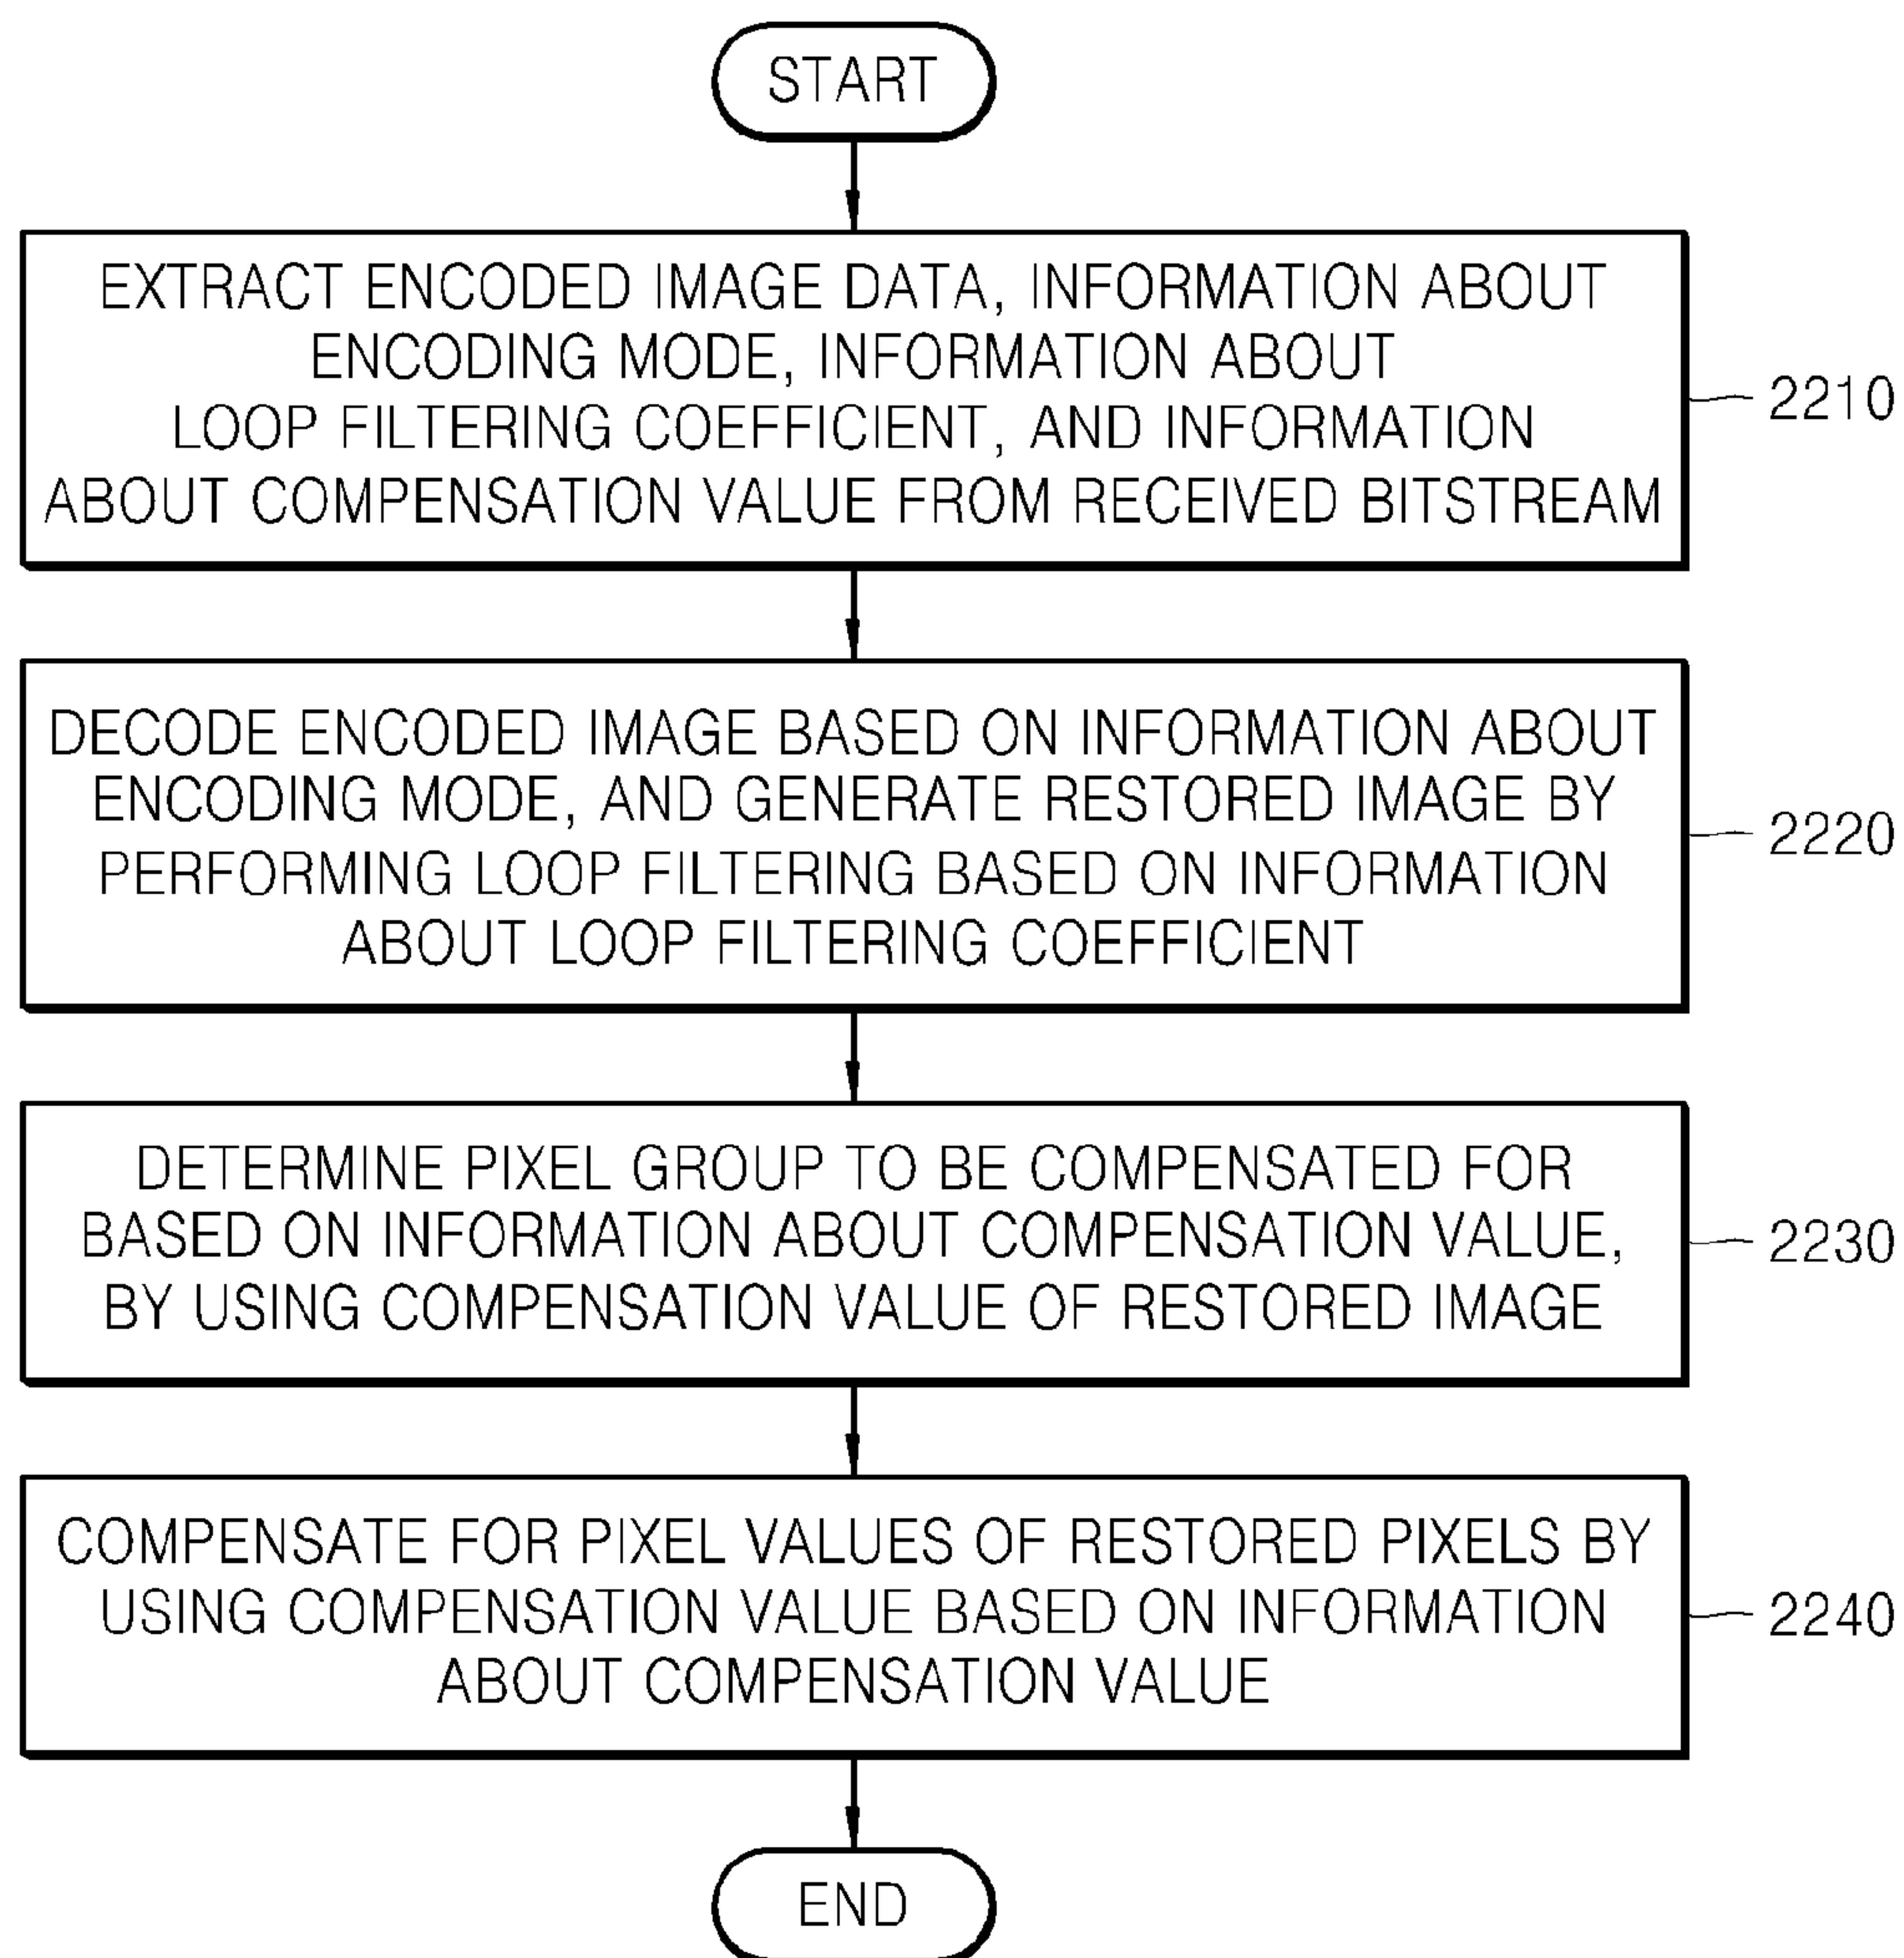 START
EXTRACT ENCODED IMAGE DATA, INFORMATION ABOUT
ENCODING MODE, INFORMATION ABOUT
LOOP FILTERING COEFFICIENT, AND INFORMATION
ABOUT COMPENSATION VALUE FROM RECEIVED BITSTREAM
2210
DECODE ENCODED IMAGE BASED ON INFORMATION ABOUT
ENCODING MODE, AND GENERATE RESTORED IMAGE BY
PERFORMING LOOP FILTERING BASED ON INFORMATION
ABOUT LOOP FILTERING COEFFICIENT
2220
DETERMINE PIXEL GROUP TO BE COMPENSATED FOR
BASED ON INFORMATION ABOUT COMPENSATION VALUE,
BY USING COMPENSATION VALUE OF RESTORED IMAGE
2230
COMPENSATE FOR PIXEL VALUES OF RESTORED PIXELS BY
USING COMPENSATION VALUE BASED ON INFORMATION
ABOUT COMPENSATION VALUE
2240
END